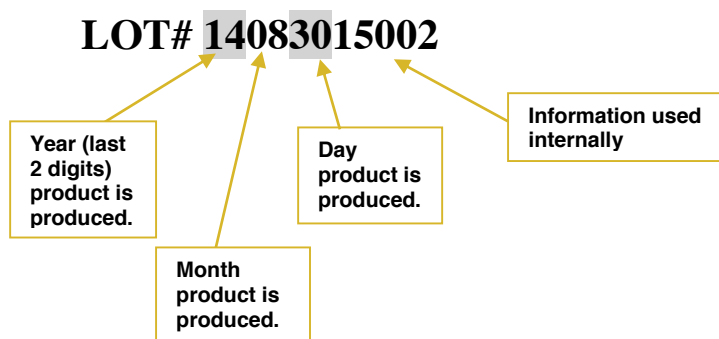 LOT# 14083015002
Year (last
2 digits)
product is
produced.
Month
product is
produced.
Day
product is
produced.
Information used
internally